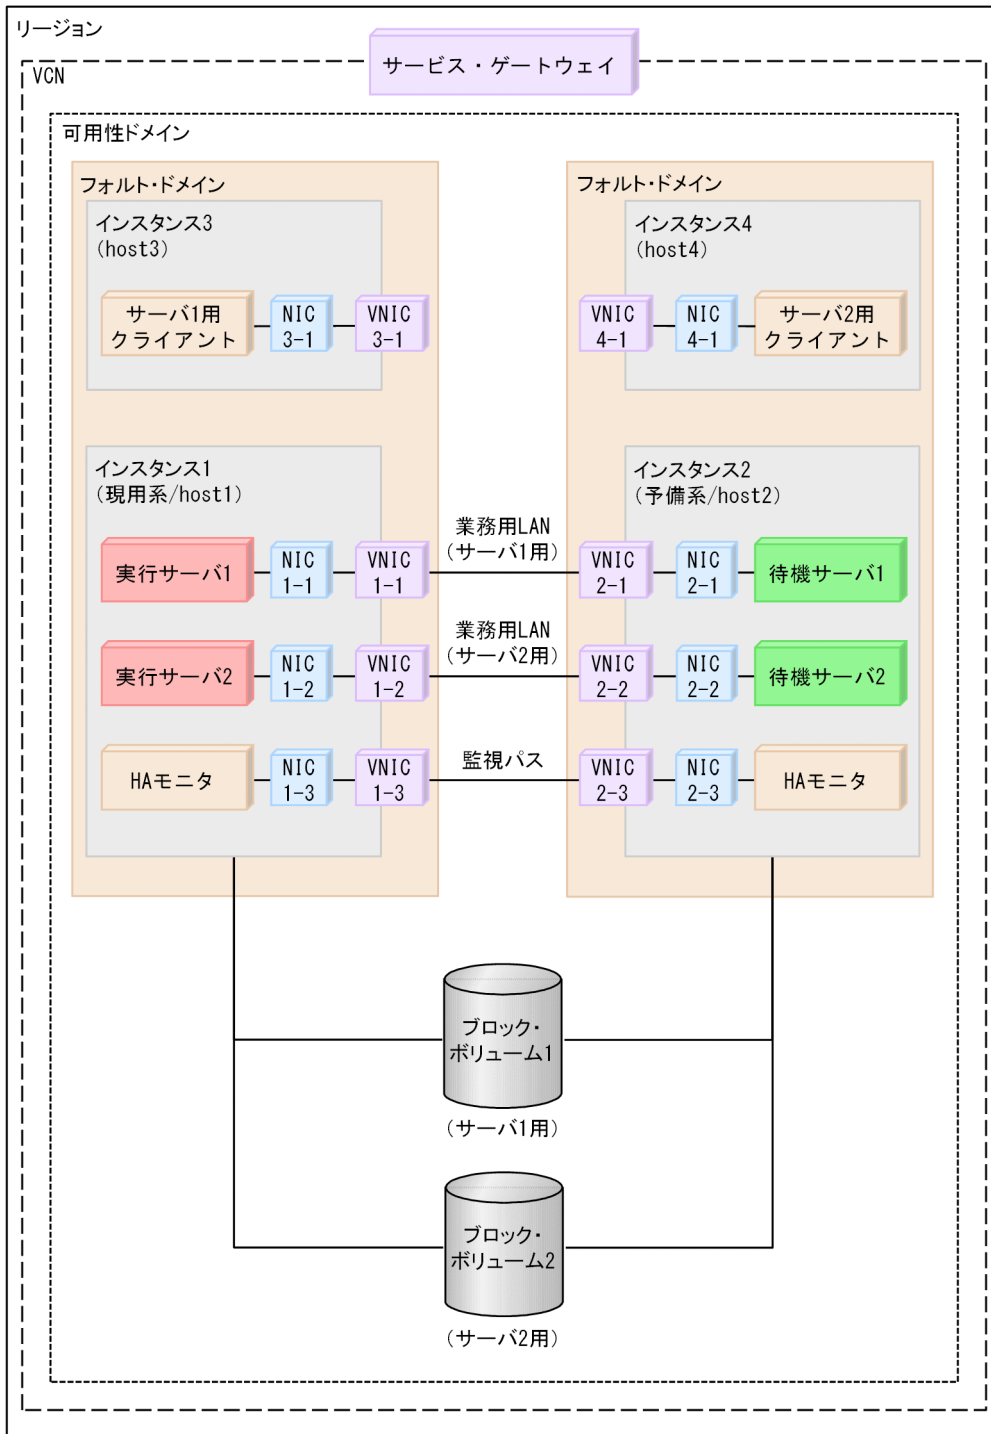 リージョン
サービス・ゲートウェイ
VCN
可用性ドメイン
フォルト・ドメイン
インスタンス3
(host3)
サーバ1用
クライアント
NIC
3-1
VNIC
3-1
フォルト・ドメイン
インスタンス4
(host4)
VNIC
4-1
NIC
4-1
サーバ2用
クライアント
インスタンス1
(現用系/host1)
実行サーバ1
NIC
1-1
VNIC
1-1
実行サーバ2
NIC
1-2
VNIC
1-2
HAモニタ
NIC
1-3
VNIC
1-3
業務用LAN
(サーバ1用)
業務用LAN
(サーバ2用)
監視パス
インスタンス2
(予備系/host2)
VNIC
2-1
NIC
2-1
待機サーバ1
VNIC
2-2
NIC
2-2
待機サーバ2
VNIC
2-3
NIC
2-3
HAモニタ
ブロック・
ボリューム1
(サーバ1用)
ブロック・
ボリューム2
(サーバ2用)